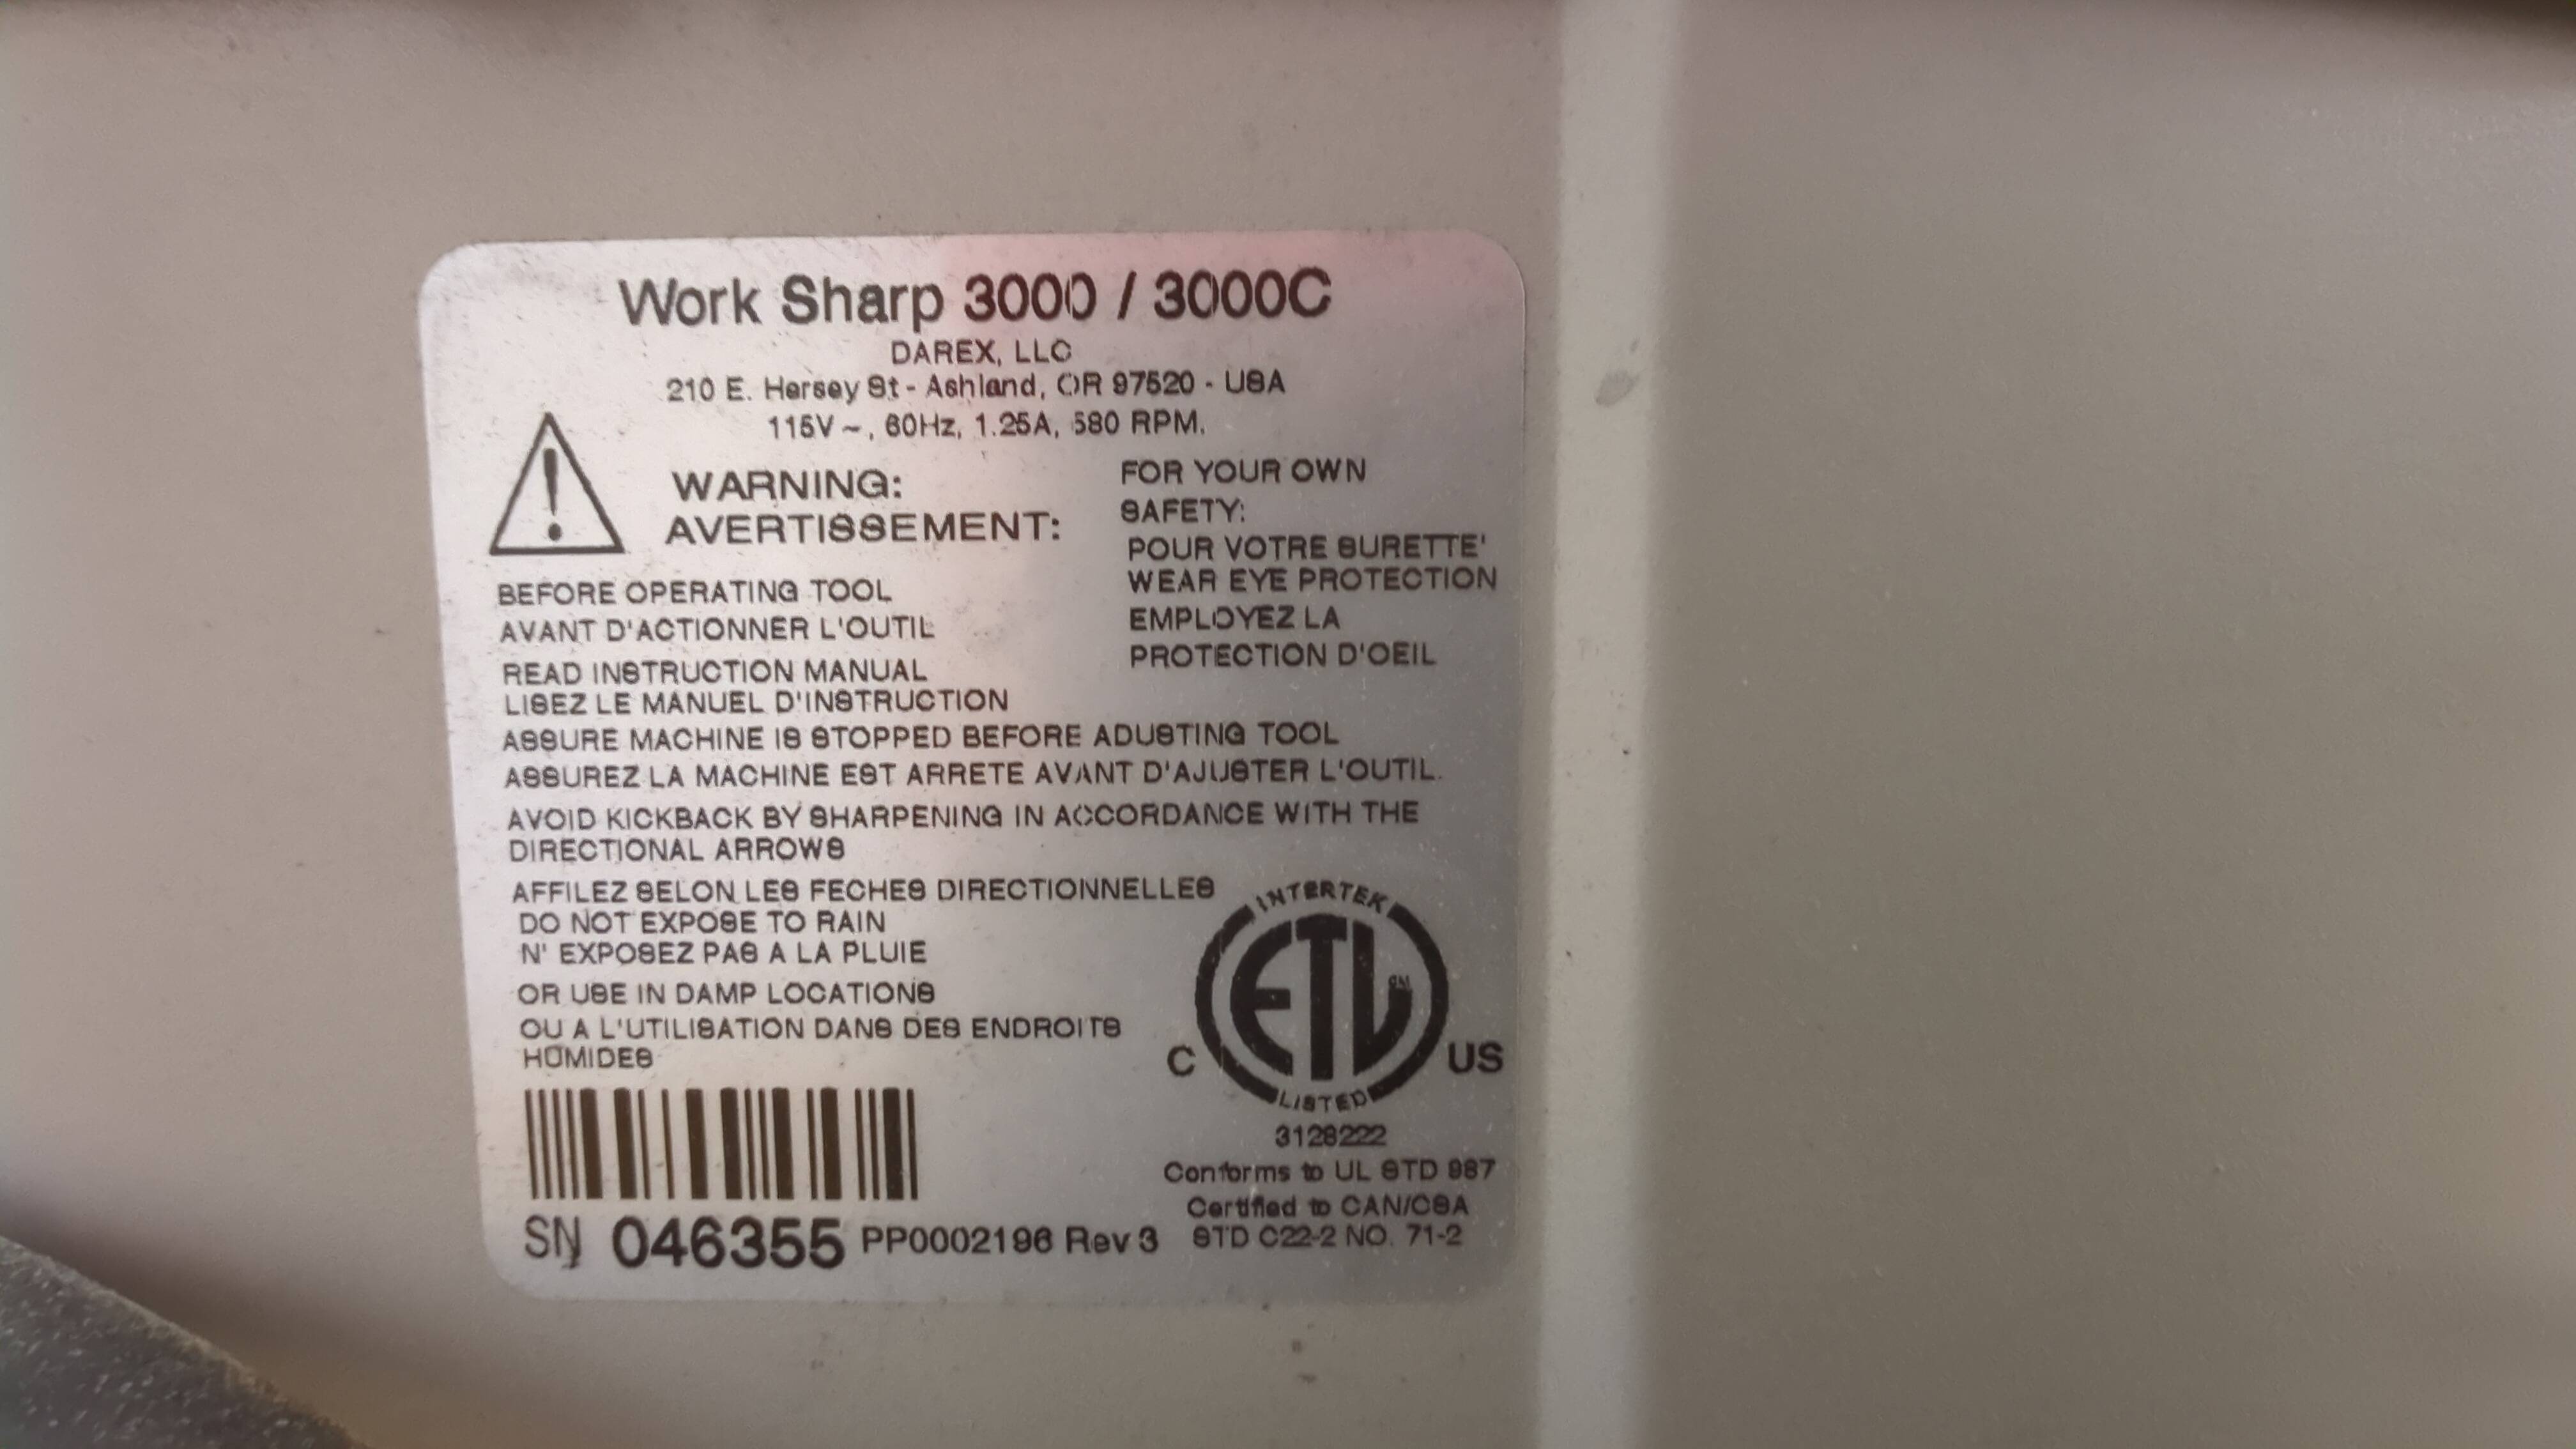 Work Sharp 3000 / 3000C
DAREX, LLC
210 E. Hersey St - Ashland, OR 97520 - USA
115V ~, 60Hz, 1.25A, 580 RPM.
WARNING:
AVERTISSEMENT:
FOR YOUR OWN
SAFETY:
POUR VOTRE SURETTE'
WEAR EYE PROTECTION
EMPLOYEZ LA
PROTECTION D'OEIL
BEFORE OPERATING TOOL
AVANT D'ACTIONNER L'OUTIL
READ INSTRUCTION MANUAL
LISEZ LE MANUEL D'INSTRUCTION
ASSURE MACHINE IS STOPPED BEFORE ADUSTING TOOL
ASSUREZ LA MACHINE EST ARRETE AVANT D'AJUSTER L'OUTIL.
AVOID KICKBACK BY SHARPENING IN ACCORDANCE WITH THE
DIRECTIONAL ARROWS
AFFILEZ SELON LES FECHES DIRECTIONNELLES
DO NOT EXPOSE TO RAIN
N' EXPOSEZ PAS A LA PLUIE
OR USE IN DAMP LOCATIONS
OU A L'UTILISATION DANS DES ENDROITS
HUMIDES
INTERTEK
ETL
C US
LISTED
3128222
Conforms to UL STD 987
Certified to CAN/CSA
STD C22-2 NO. 71-2
SN 046355 PP0002196 Rev 3